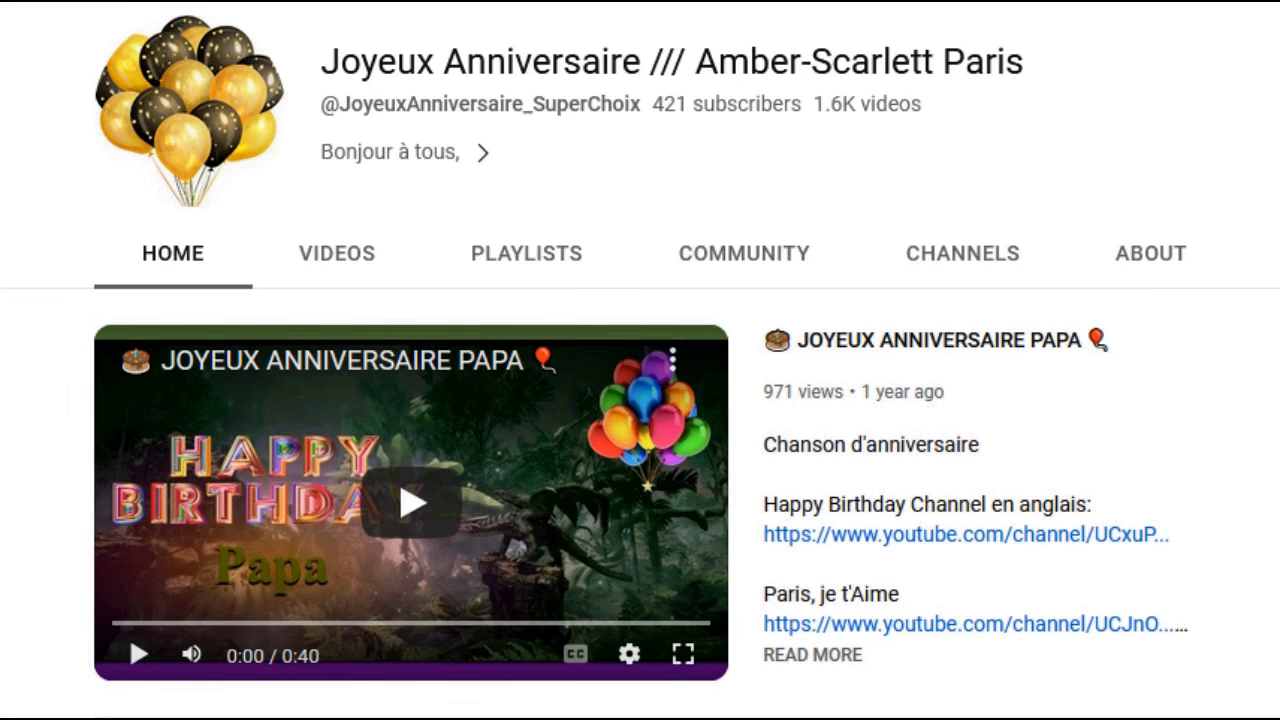 Joyeux Anniversaire /// Amber-Scarlett Paris
@JoyeuxAnniversaire_SuperChoix 421 subscribers 1.6K videos
Bonjour à tous,
HOME VIDEOS PLAYLISTS COMMUNITY CHANNELS ABOUT
JOYEUX ANNIVERSAIRE PAPA
HAPPY
BIRTHDAY
Papa
0:00 / 0:40
CC
JOYEUX ANNIVERSAIRE PAPA
971 views • 1 year ago
Chanson d'anniversaire
Happy Birthday Channel en anglais:
https://www.youtube.com/channel/UCxuP...
Paris, je t'Aime
https://www.youtube.com/channel/UCJnO......
READ MORE